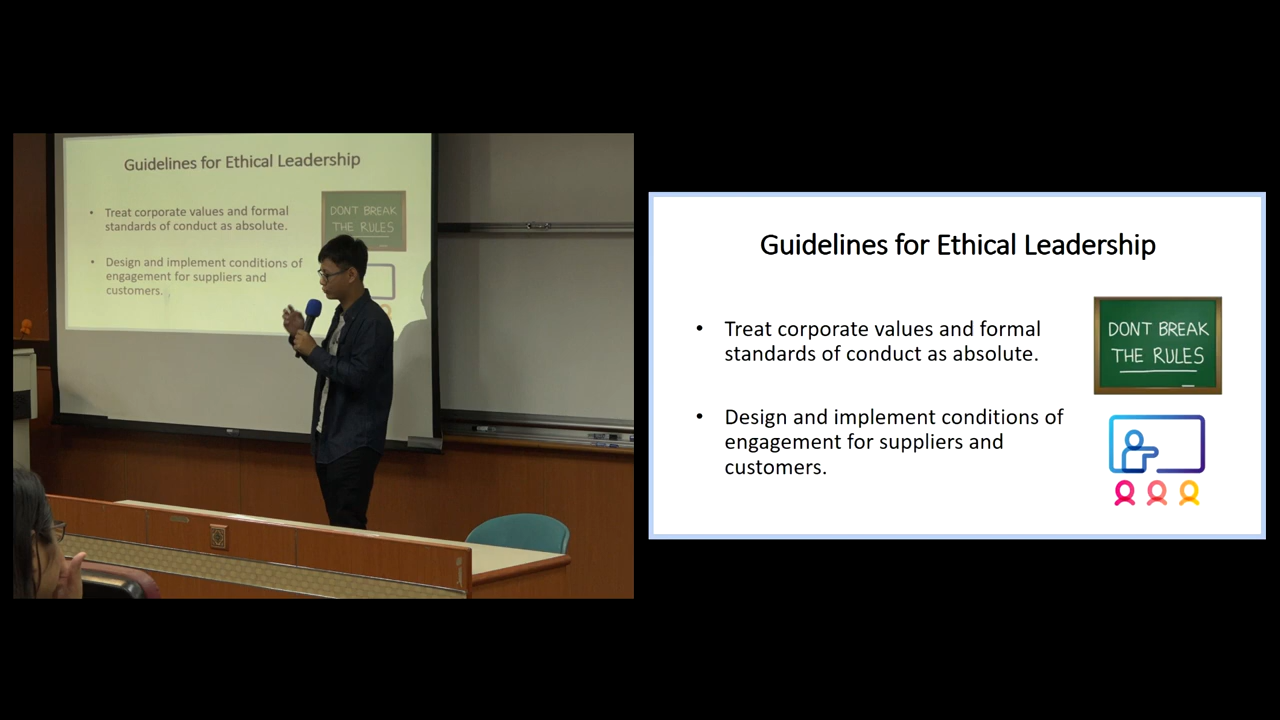 Guidelines for Ethical Leadership
• Treat corporate values and formal
standards of conduct as absolute.
DONT BREAK
THE RULES
• Design and implement conditions of
engagement for suppliers and
customers.
Guidelines for Ethical Leadership
• Treat corporate values and formal
standards of conduct as absolute.
DONT BREAK
THE RULES
• Design and implement conditions of
engagement for suppliers and
customers.